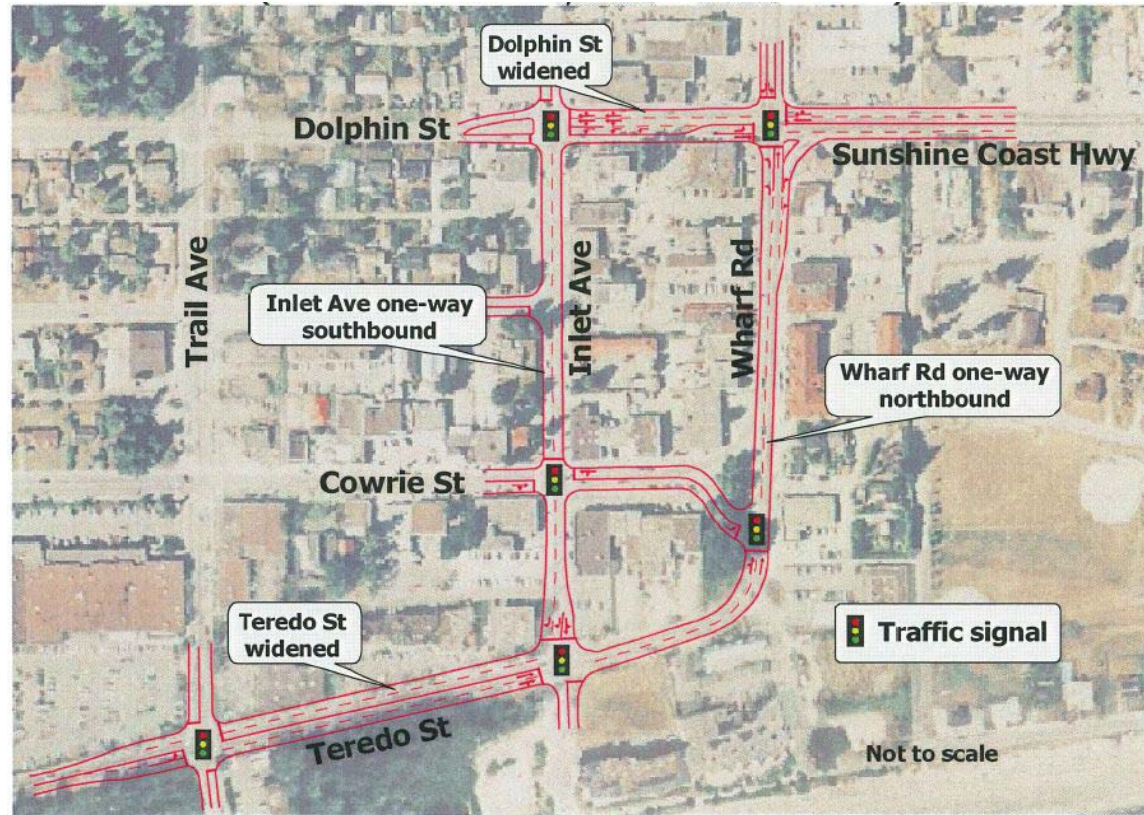 Dolphin St
widened
Dolphin St
Sunshine Coast Hwy
Trail Ave
Inlet Ave one-way
southbound
Inlet Ave
Wharf Rd
Wharf Rd one-way
northbound
Cowrie St
Teredo St
widened
Traffic signal
Teredo St
Not to scale